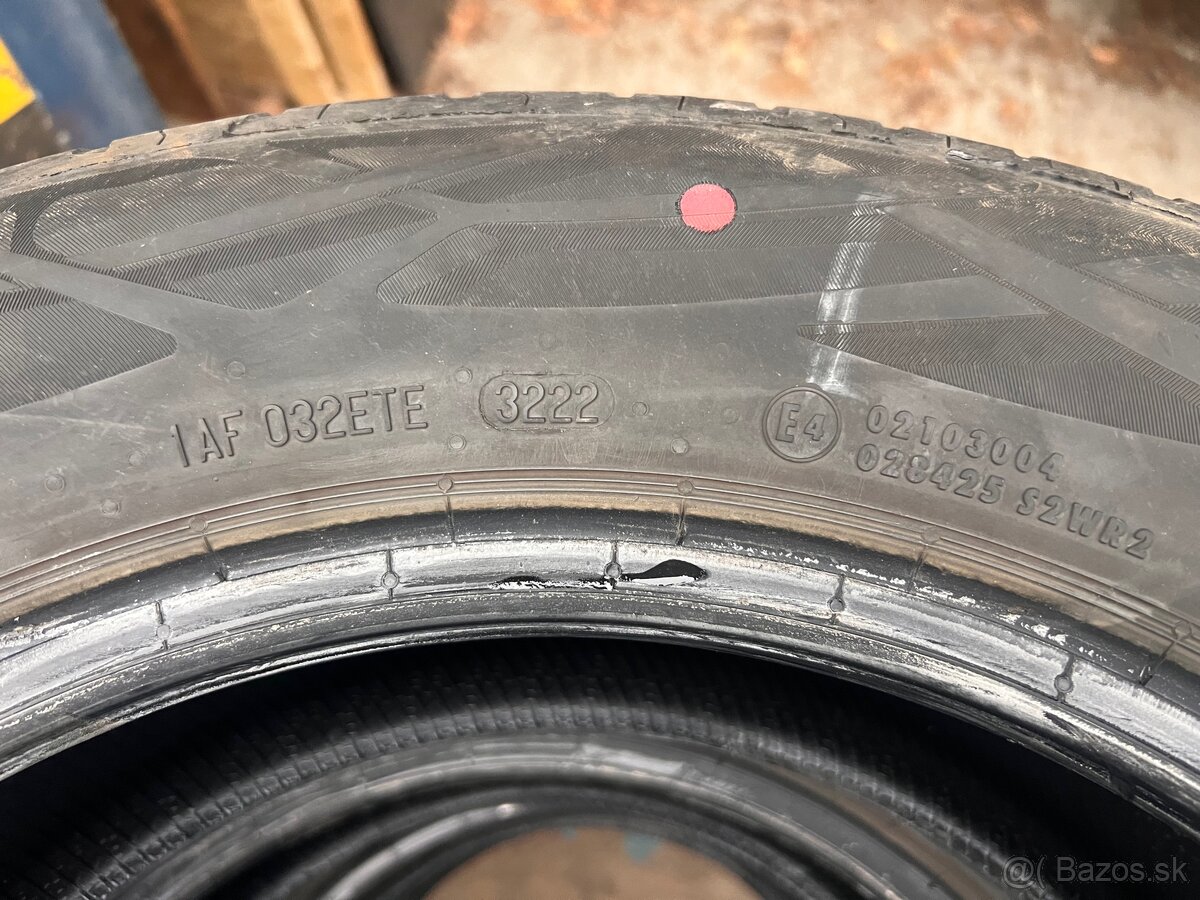 1AF 032ETE 3222 E4 02103004
028425 S2WR2
@( Bazos.sk